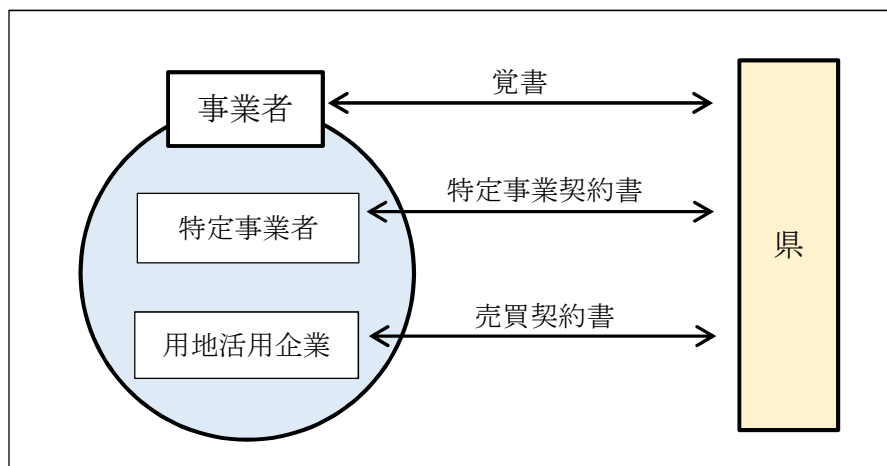 事業者
覚書
特定事業者
特定事業契約書
県
用地活用企業
売買契約書